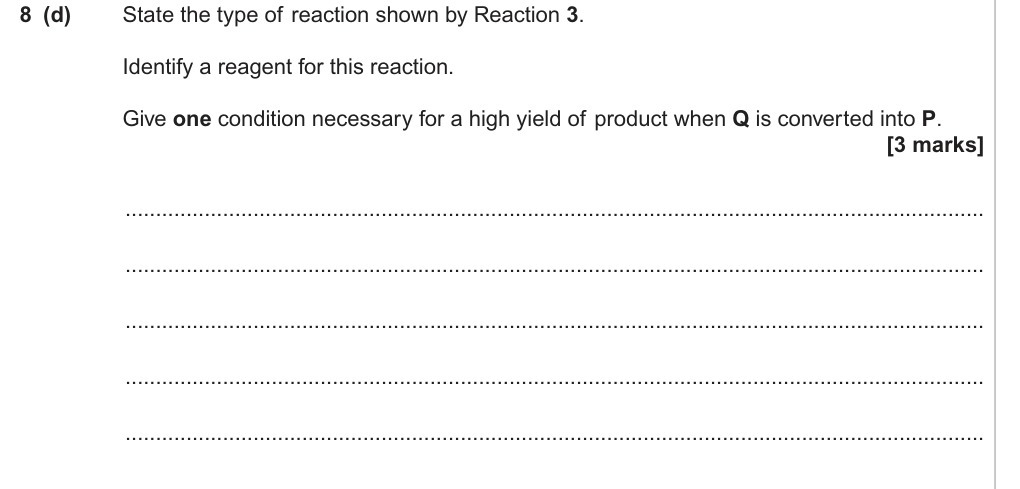 8 (d) State the type of reaction shown by Reaction 3.
Identify a reagent for this reaction.
Give one condition necessary for a high yield of product when Q is converted into P.
[3 marks]